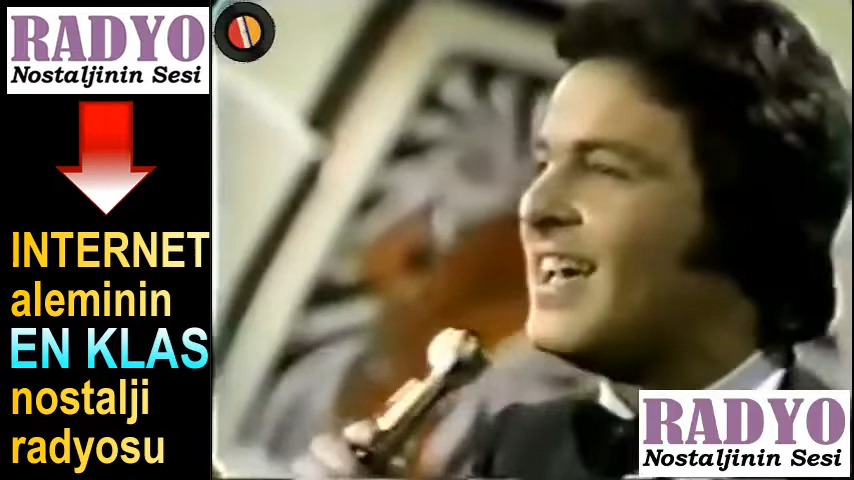 RADYO
Nostaljinin Sesi
INTERNET
aleminin
EN KLAS
nostalji
radyosu
RADYO
Nostaljinin Sesi